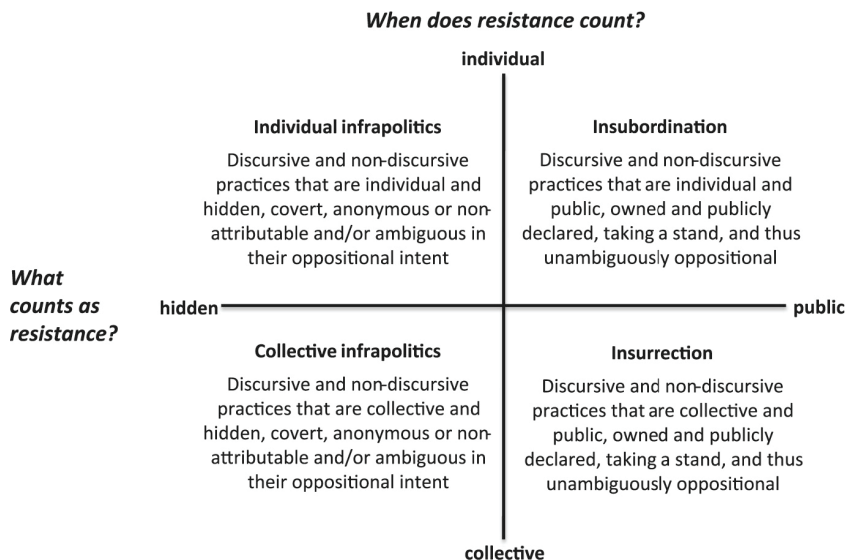 When does resistance count?
individual
Individual infrapolitics
Discursive and non-discursive
practices that are individual and
hidden, covert, anonymous or non-
attributable and/or ambiguous in
their oppositional intent
Insubordination
Discursive and non-discursive
practices that are individual and
public, owned and publicly
declared, taking a stand, and thus
unambiguously oppositional
What
counts as
resistance?
hidden
public
Collective infrapolitics
Discursive and non-discursive
practices that are collective and
hidden, covert, anonymous or non-
attributable and/or ambiguous in
their oppositional intent
Insurrection
Discursive and non-discursive
practices that are collective and
public, owned and publicly
declared, taking a stand, and thus
unambiguously oppositional
collective